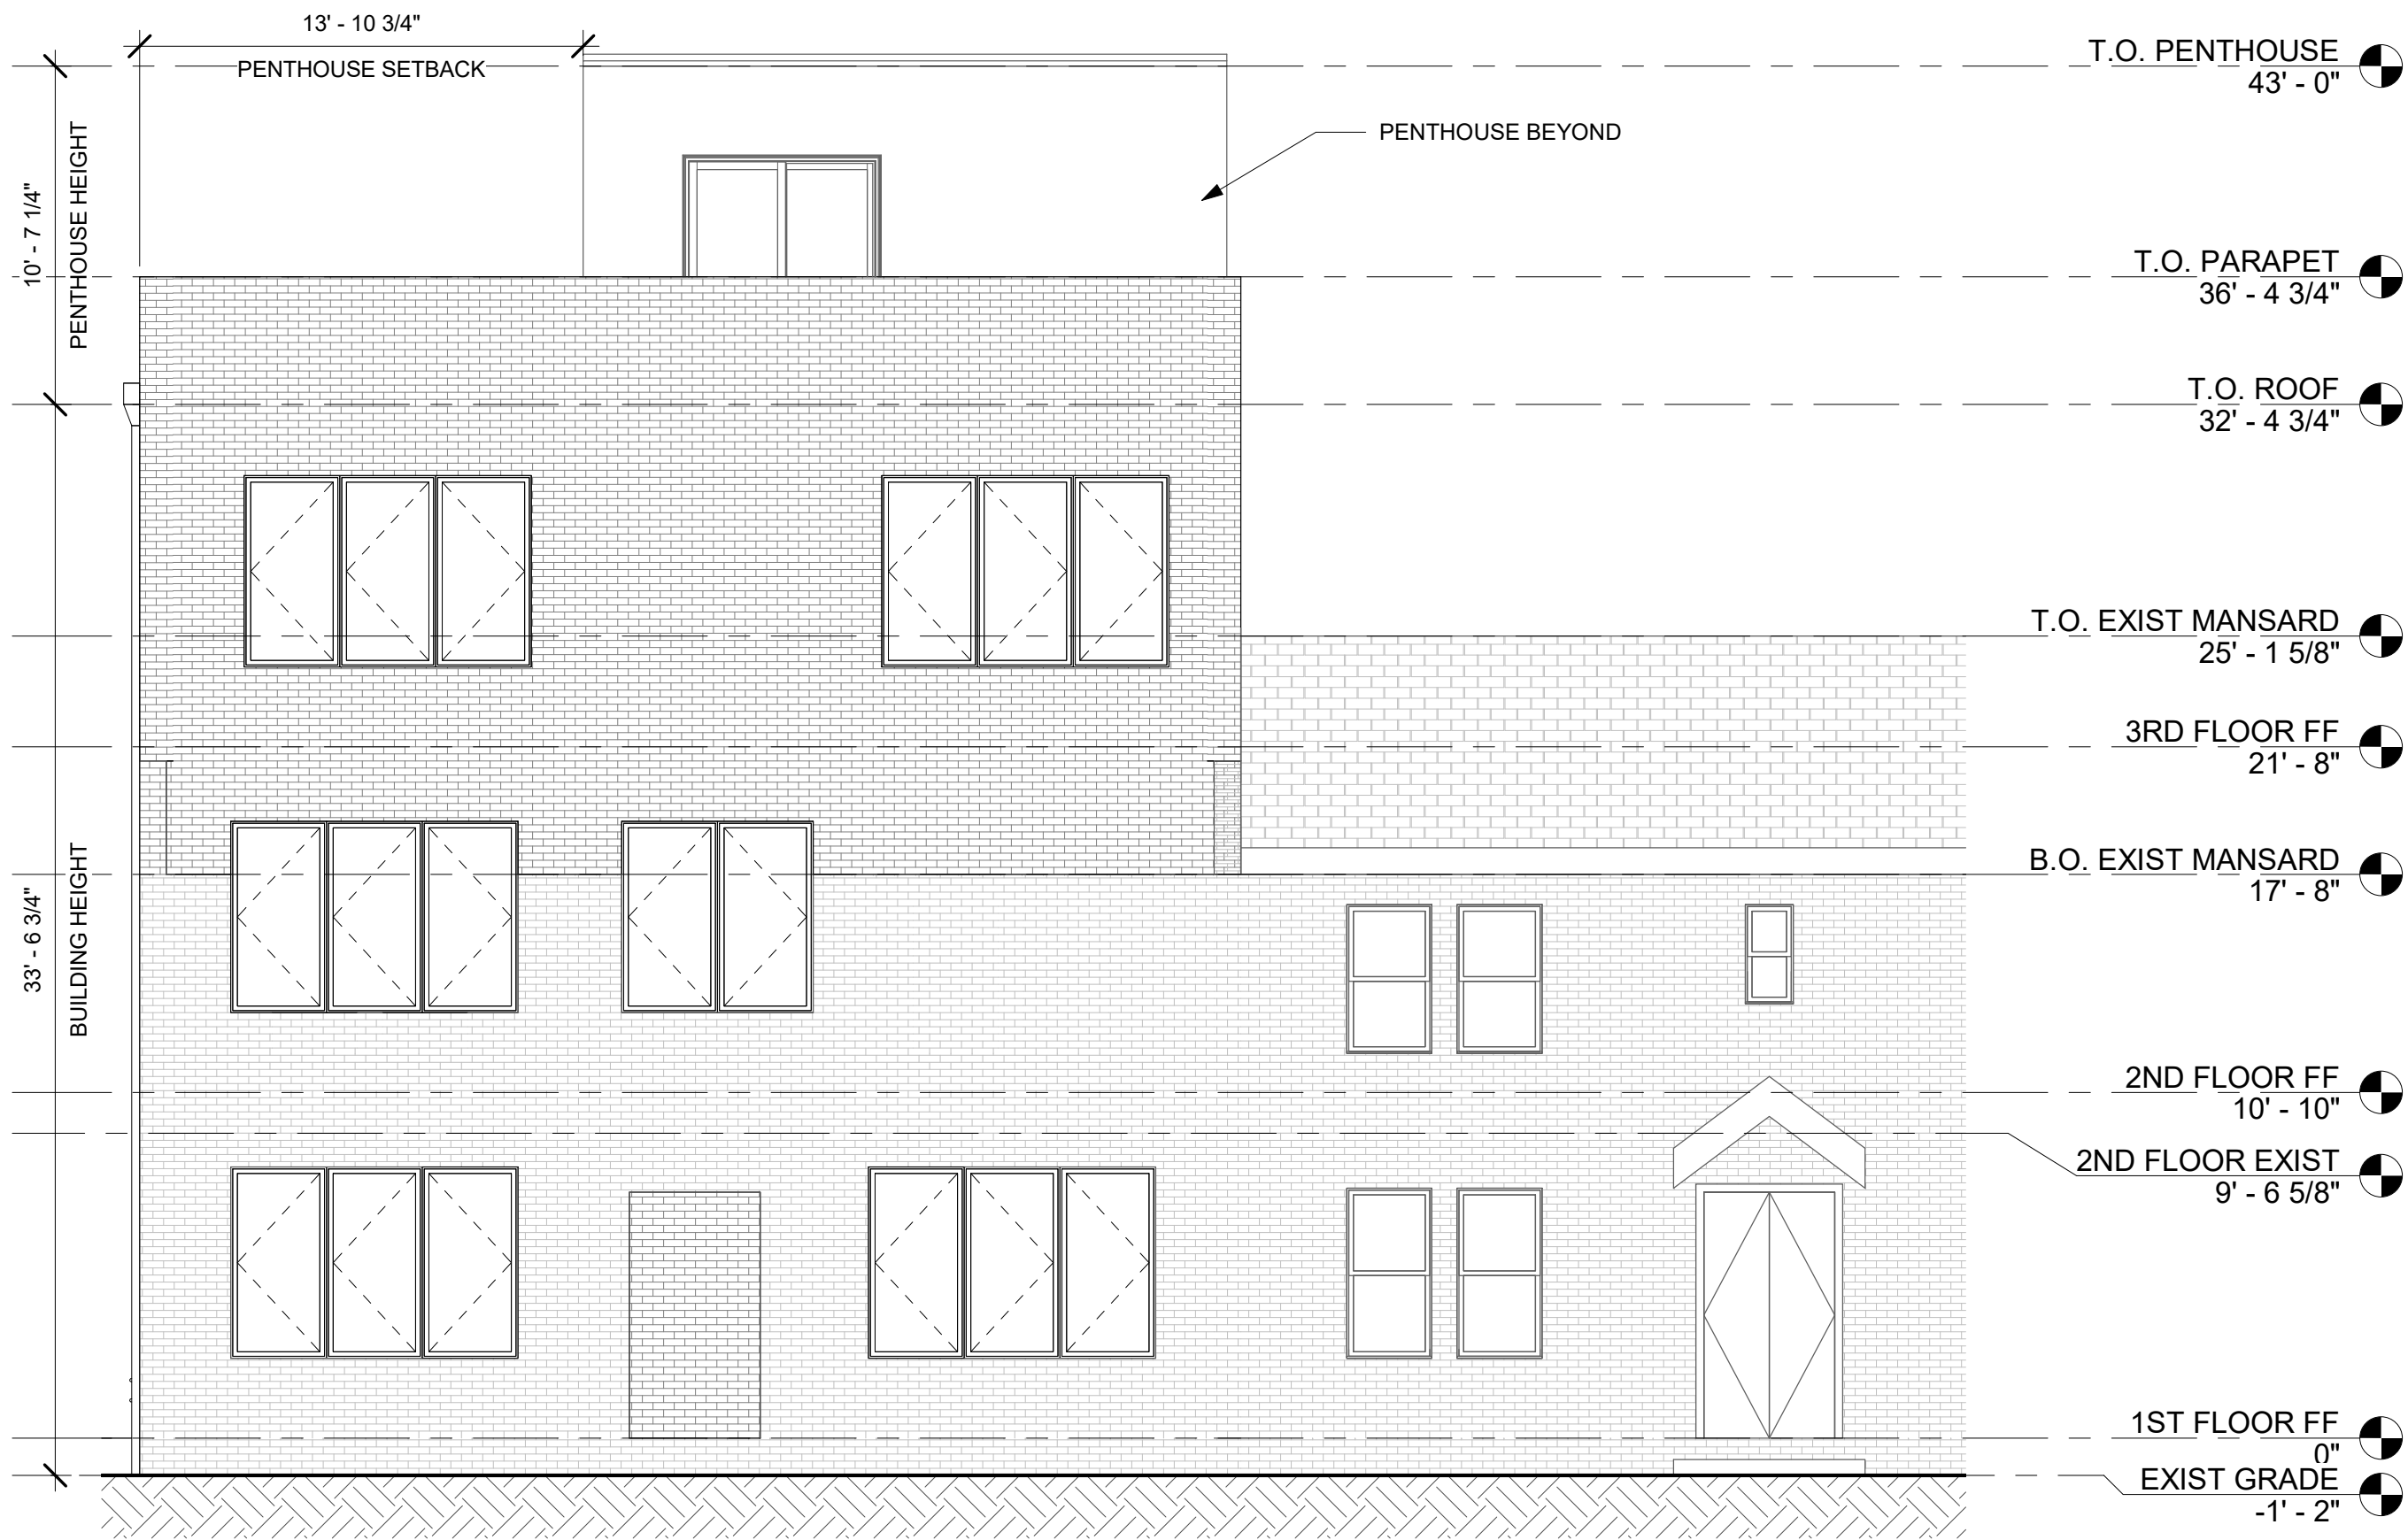 13' - 10 3/4"
PENTHOUSE SETBACK
10' - 7 1/4"
PENTHOUSE HEIGHT
33' - 6 3/4"
BUILDING HEIGHT
PENTHOUSE BEYOND
T.O. PENTHOUSE
43' - 0"
T.O. PARAPET
36' - 4 3/4"
T.O. ROOF
32' - 4 3/4"
T.O. EXIST MANSARD
25' - 1 5/8"
3RD FLOOR FF
21' - 8"
B.O. EXIST MANSARD
17' - 8"
2ND FLOOR FF
10' - 10"
2ND FLOOR EXIST
9' - 6 5/8"
1ST FLOOR FF
0"
EXIST GRADE
-1' - 2"